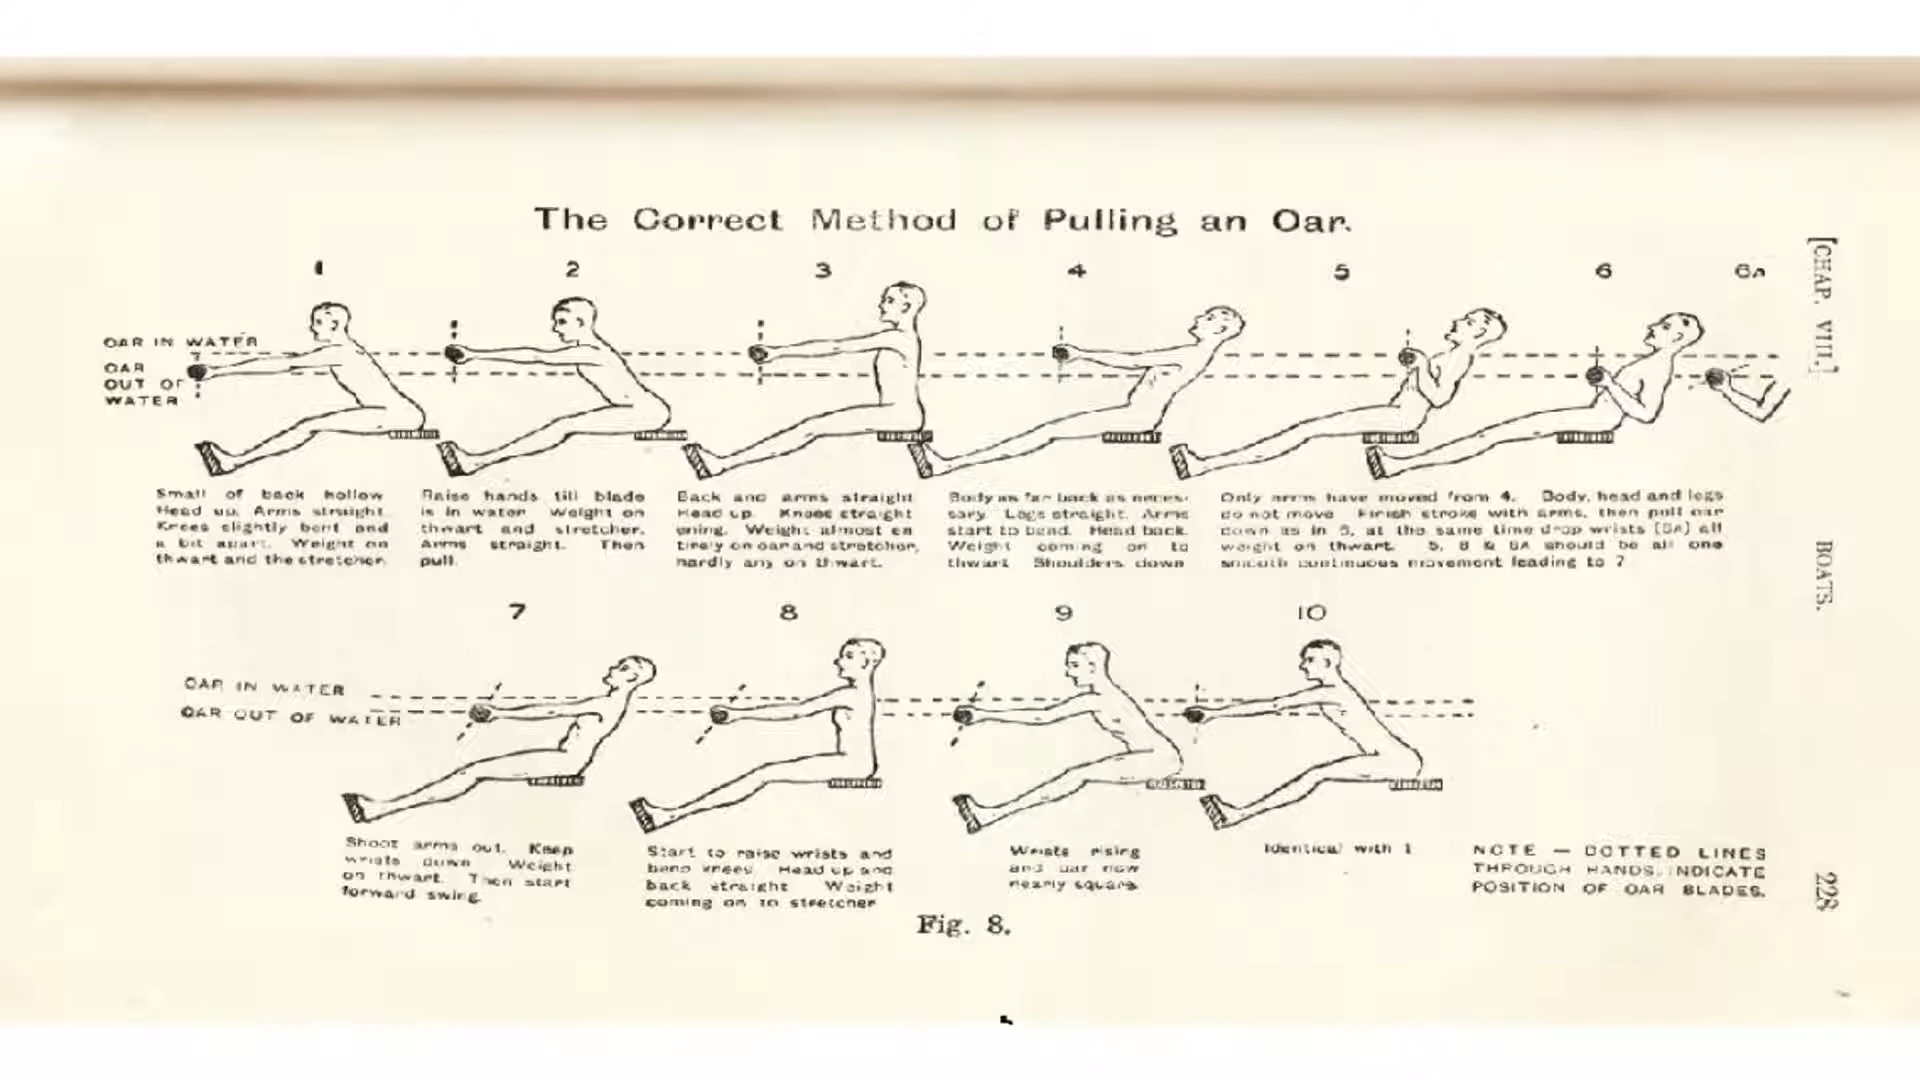 The Correct Method of Pulling an Oar.
1 2 3 4 5 6 6A
OAR IN WATER
OAR
OUT OF
WATER
Small of back hollow
Head up. Arms straight
Knees slightly bent and
a bit apart. Weight on
thwart and the stretcher.
Raise hands till blade
is in water Weight on
thwart and stretcher.
Arms straight. Then
pull.
Back and arms straight
Head up. Knees straight
ening. Weight almost en
tirely on oar and stretcher,
hardly any on thwart.
Body as far back as neces-
sary. Legs straight. Arms
start to bend. Head back.
Weight coming on to
thwart Shoulders down
Only arms have moved from 4. Body, head and legs
do not move Finish stroke with arms, then pull oar
down as in 6, at the same time drop wrists (6A) all
weight on thwart. 5, 6 & 6A should be all one
smooth continuous movement leading to 7
7 8 9 10
OAR IN WATER
OAR OUT OF WATER
Shoot arms out. Keep
wrists down Weight
on thwart. Then start
forward swing.
Start to raise wrists and
bend knees. Head up and
back straight Weight
coming on to stretcher
Wrists rising
and oar now
nearly square.
Identical with 1
NOTE — DOTTED LINES
THROUGH HANDS, INDICATE
POSITION OF OAR BLADES.
Fig. 8.
[CHAP. VIII.]
BOATS.
228